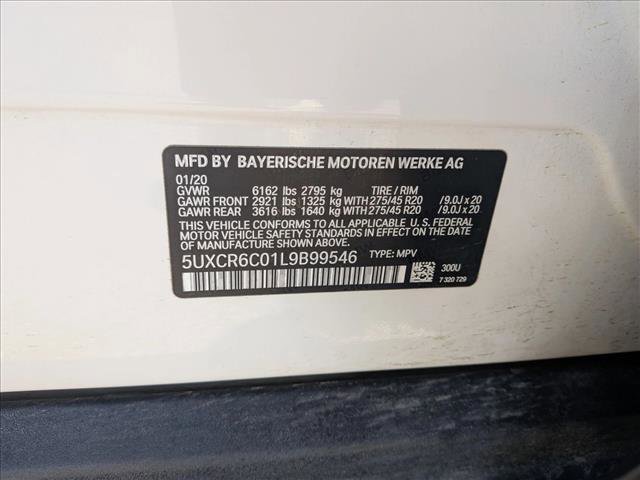 MFD BY BAYERISCHE MOTOREN WERKE AG
01/20
GVWR 6162 lbs 2795 kg TIRE / RIM
GAWR FRONT 2921 lbs 1325 kg WITH 275/45 R20 / 9.0J x 20
GAWR REAR 3616 lbs 1640 kg WITH 275/45 R20 / 9.0J x 20
THIS VEHICLE CONFORMS TO ALL APPLICABLE U. S. FEDERAL
MOTOR VEHICLE SAFETY STANDARDS IN EFFECT ON THE DATE OF
MANUFACTURE SHOWN ABOVE.
5UXCR6C01L9B99546 TYPE: MPV
300U
7 320 729